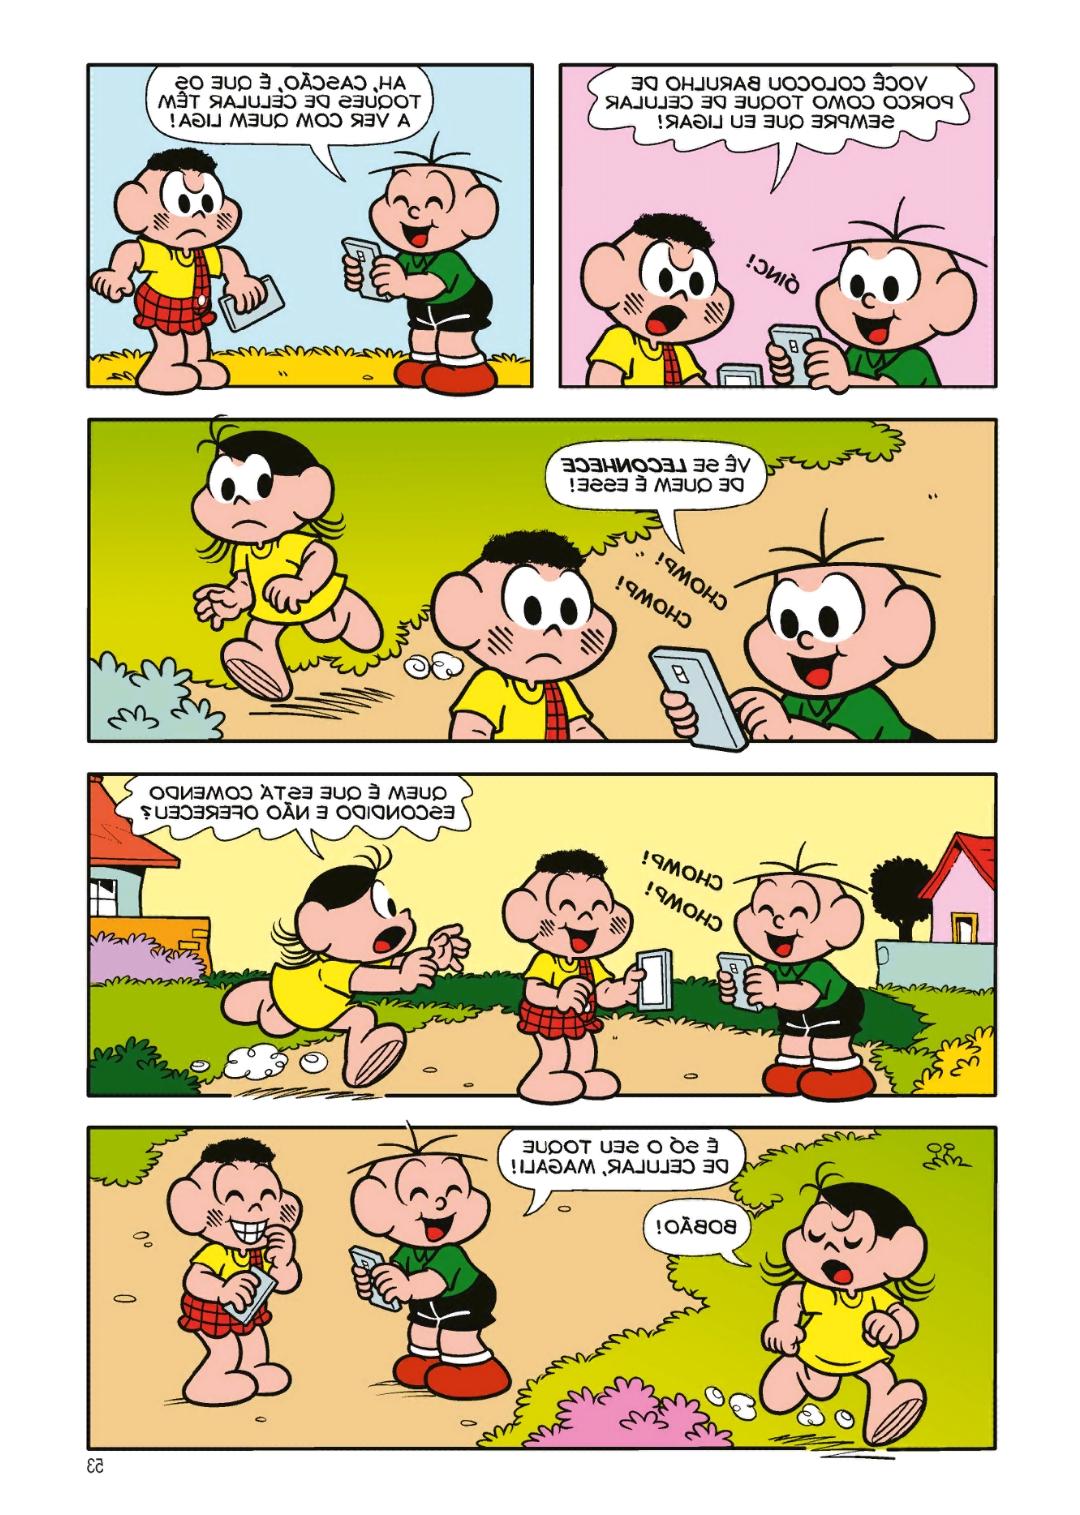 VOCÊ COLOCOU BARULHO DE
PORCO COMO TOQUE DE CELULAR
SEMPRE QUE EU LIGAR!
ÓINC!
AH, CASCÃO, É QUE OS
TOQUES DE CELULAR TÊM
A VER COM QUEM LIGA!
VÊ SE LECONHECE
DE QUEM É ESSE!
CHOMP!
CHOMP!
CHOMP!
CHOMP!
QUEM É QUE ESTÁ COMENDO
ESCONDIDO E NÃO OFERECEU?
É SÓ O SEU TOQUE
DE CELULAR, MAGALI!
BOBÃO!
53